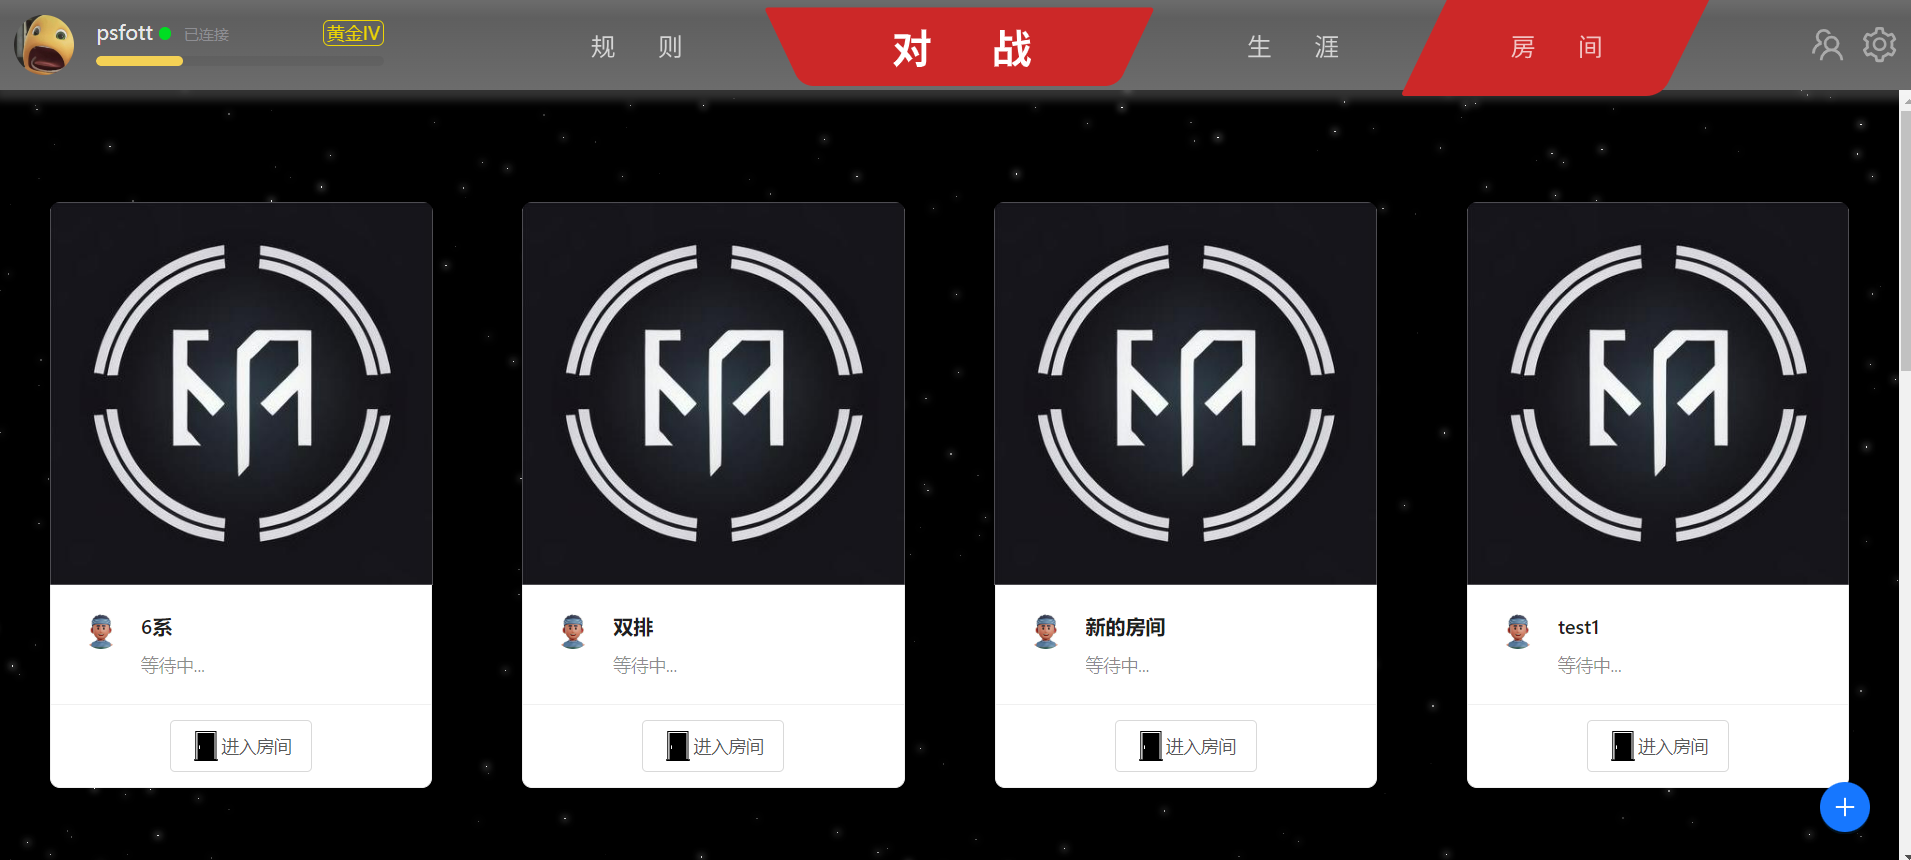 psfott 已连接 黄金IV
规 则
对 战
生 涯
房 间
6系
等待中...
进入房间
双排
等待中...
进入房间
新的房间
等待中...
进入房间
test1
等待中...
进入房间